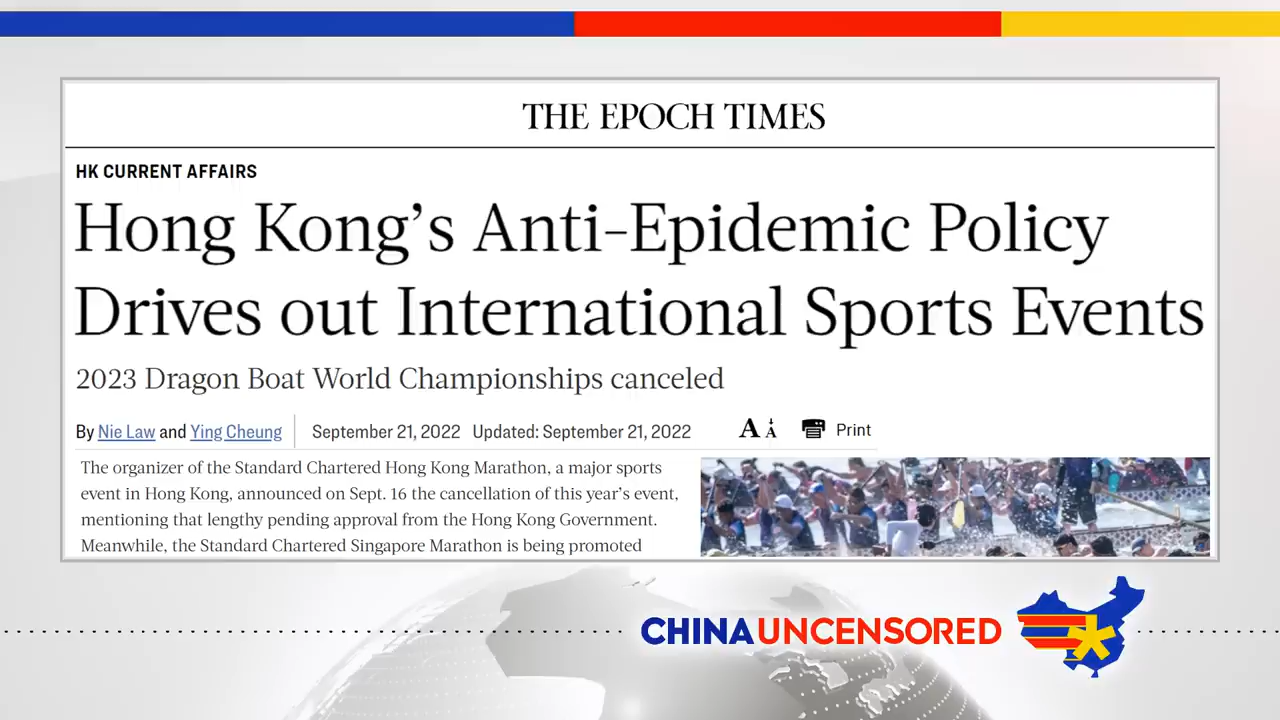 THE EPOCH TIMES
HK CURRENT AFFAIRS
Hong Kong's Anti-Epidemic Policy
Drives out International Sports Events
2023 Dragon Boat World Championships canceled
By Nie Law and Ying Cheung September 21, 2022 Updated: September 21, 2022 A A Print
The organizer of the Standard Chartered Hong Kong Marathon, a major sports
event in Hong Kong, announced on Sept. 16 the cancellation of this year's event,
mentioning that lengthy pending approval from the Hong Kong Government.
Meanwhile, the Standard Chartered Singapore Marathon is being promoted
CHINA UNCENSORED